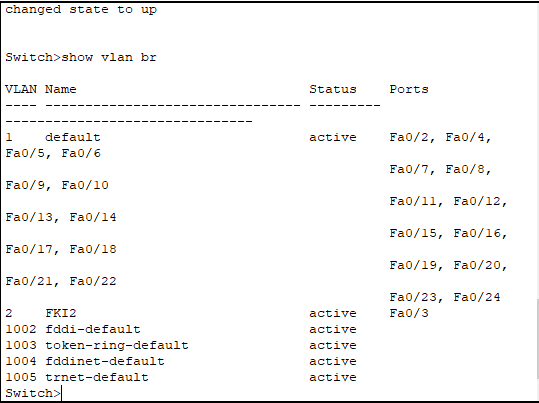 changed state to up
Switch>show vlan br
VLAN Name                             Status    Ports
---- -------------------------------- ---------
-------------------------------
1    default                          active    Fa0/2, Fa0/4,
Fa0/5, Fa0/6
                                                Fa0/7, Fa0/8,
Fa0/9, Fa0/10
                                                Fa0/11, Fa0/12,
Fa0/13, Fa0/14
                                                Fa0/15, Fa0/16,
Fa0/17, Fa0/18
                                                Fa0/19, Fa0/20,
Fa0/21, Fa0/22
                                                Fa0/23, Fa0/24
2    FKI2                             active    Fa0/3
1002 fddi-default                     active
1003 token-ring-default               active
1004 fddinet-default                  active
1005 trnet-default                    active
Switch>